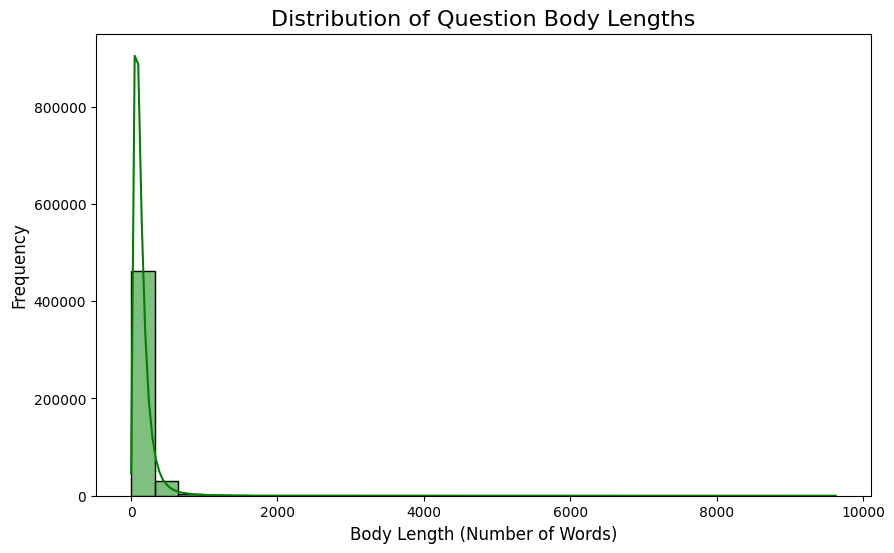 Distribution of Question Body Lengths
Frequency
800000
600000
400000
200000
0
0 2000 4000 6000 8000 10000
Body Length (Number of Words)